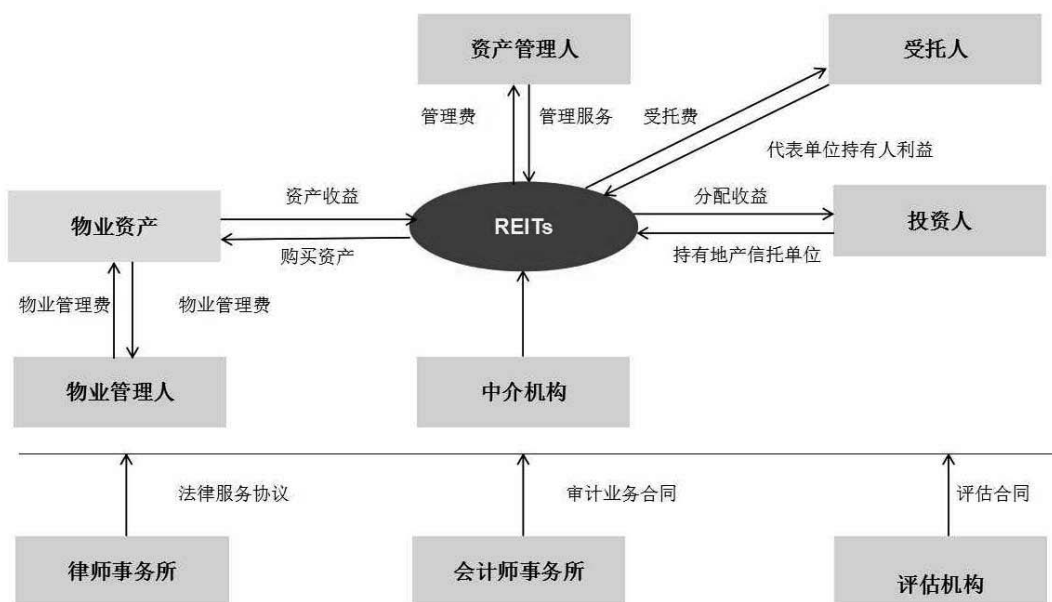 资产管理人
受托人
管理费
管理服务
受托费
代表单位持有人利益
物业资产
资产收益
REITs
分配收益
投资人
购买资产
持有地产信托单位
物业管理费
物业管理费
物业管理人
中介机构
法律服务协议
审计业务合同
评估合同
律师事务所
会计师事务所
评估机构